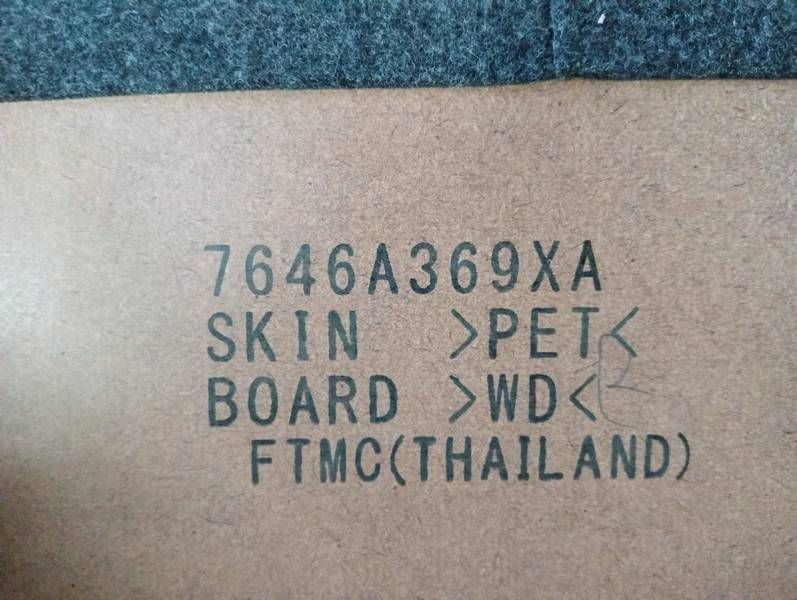 7646A369XA
SKIN >PET<
BOARD >WD<
FTMC(THAILAND)